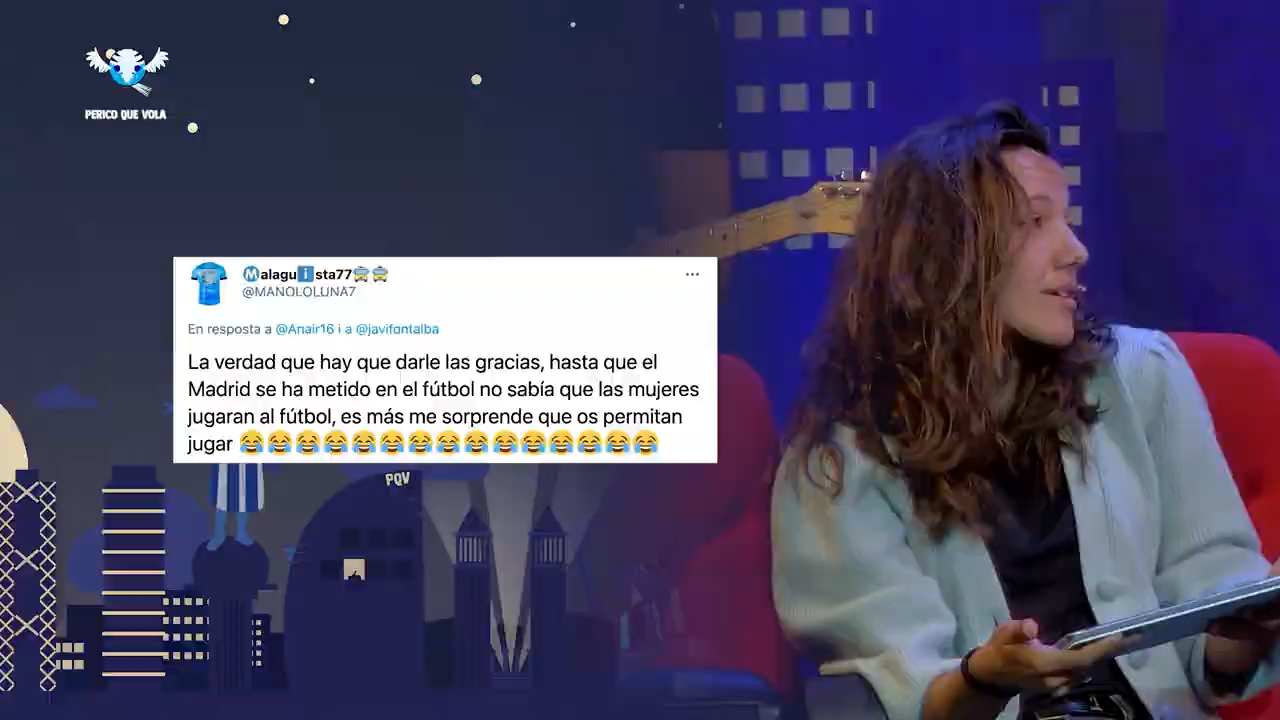 PERICO QUE VOLA
Malaguista77
@MANOLOLUNA7
En resposta a @Anair16 i a @javifontalba
La verdad que hay que darle las gracias, hasta que el
Madrid se ha metido en el fútbol no sabía que las mujeres
jugaran al fútbol, es más me sorprende que os permitan
jugar 😂😂😂😂😂😂😂😂😂😂😂😂😂😂😂
PQV